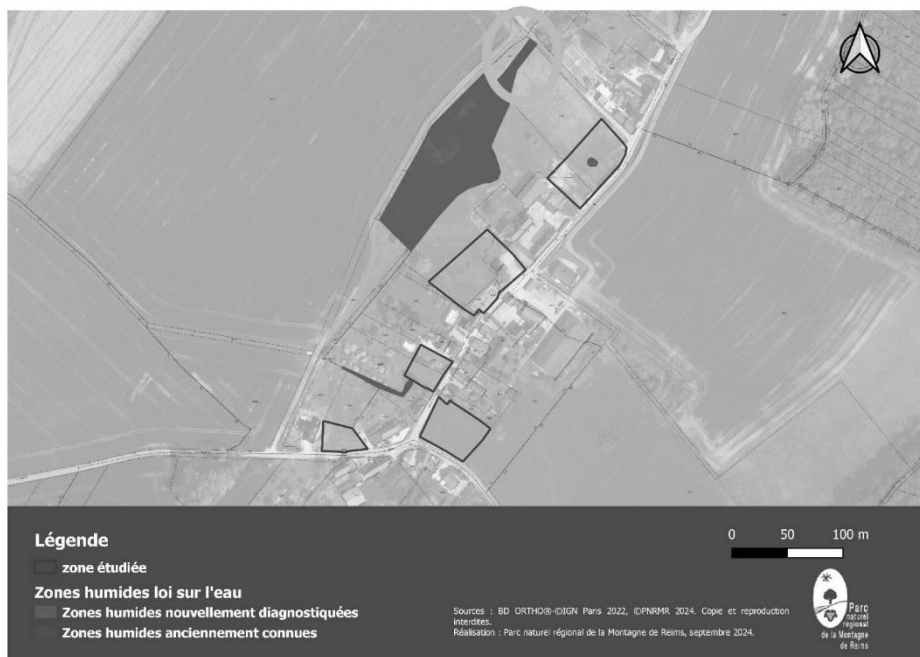 Légende
zone étudiée
Zones humides loi sur l'eau
Zones humides nouvellement diagnostiquées
Zones humides anciennement connues
0 50 100 m
Sources : BD ORTHO®-©IGN Paris 2022, ©PNRMR 2024. Copie et reproduction
interdites.
Réalisation : Parc naturel régional de la Montagne de Reims, septembre 2024.
Parc
naturel
régional
de la Montagne
de Reims